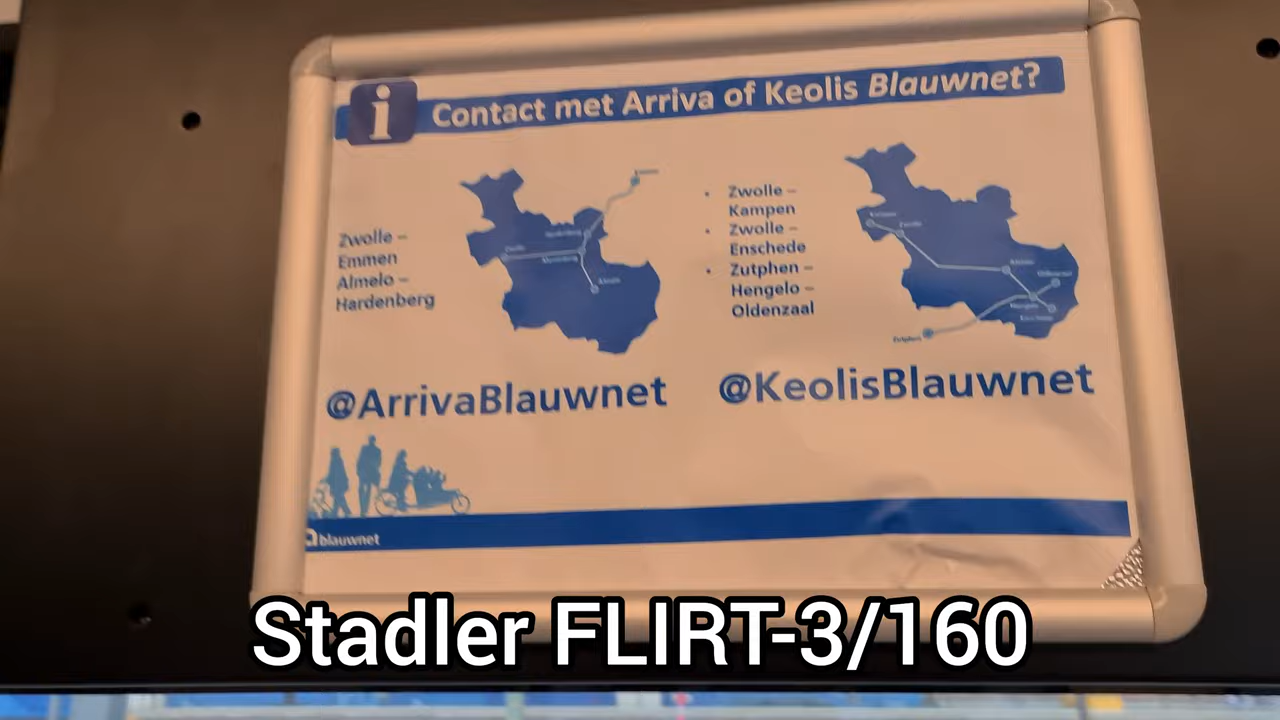 i Contact met Arriva of Keolis Blauwnet?
Zwolle –
Emmen
Almelo –
Hardenberg
• Zwolle –
Kampen
• Zwolle –
Enschede
• Zutphen –
Hengelo –
Oldenzaal
@ArrivaBlauwnet
@KeolisBlauwnet
blauwnet
Stadler FLIRT-3/160